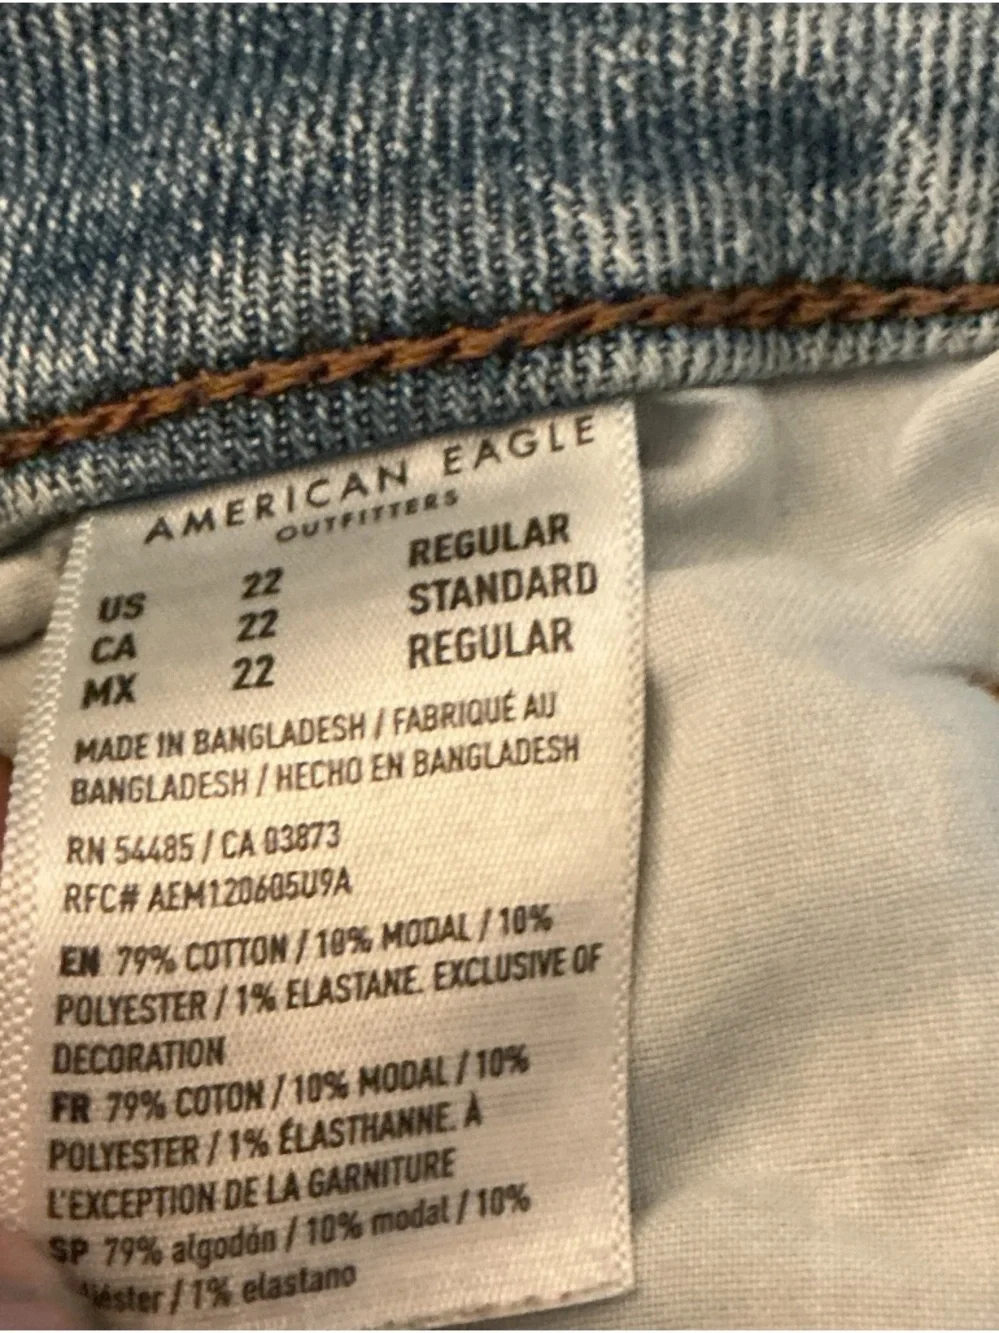 AMERICAN EAGLE
OUTFITTERS
US 22 REGULAR
CA 22 STANDARD
MX 22 REGULAR
MADE IN BANGLADESH / FABRIQUÉ AU
BANGLADESH / HECHO EN BANGLADESH
RN 54485 / CA 03873
RFC# AEM120605U9A
EN 79% COTTON / 10% MODAL / 10%
POLYESTER / 1% ELASTANE. EXCLUSIVE OF
DECORATION
FR 79% COTON / 10% MODAL / 10%
POLYESTER / 1% ÉLASTHANNE. À
L'EXCEPTION DE LA GARNITURE
SP 79% algodón / 10% modal / 10%
/ 1% elastano